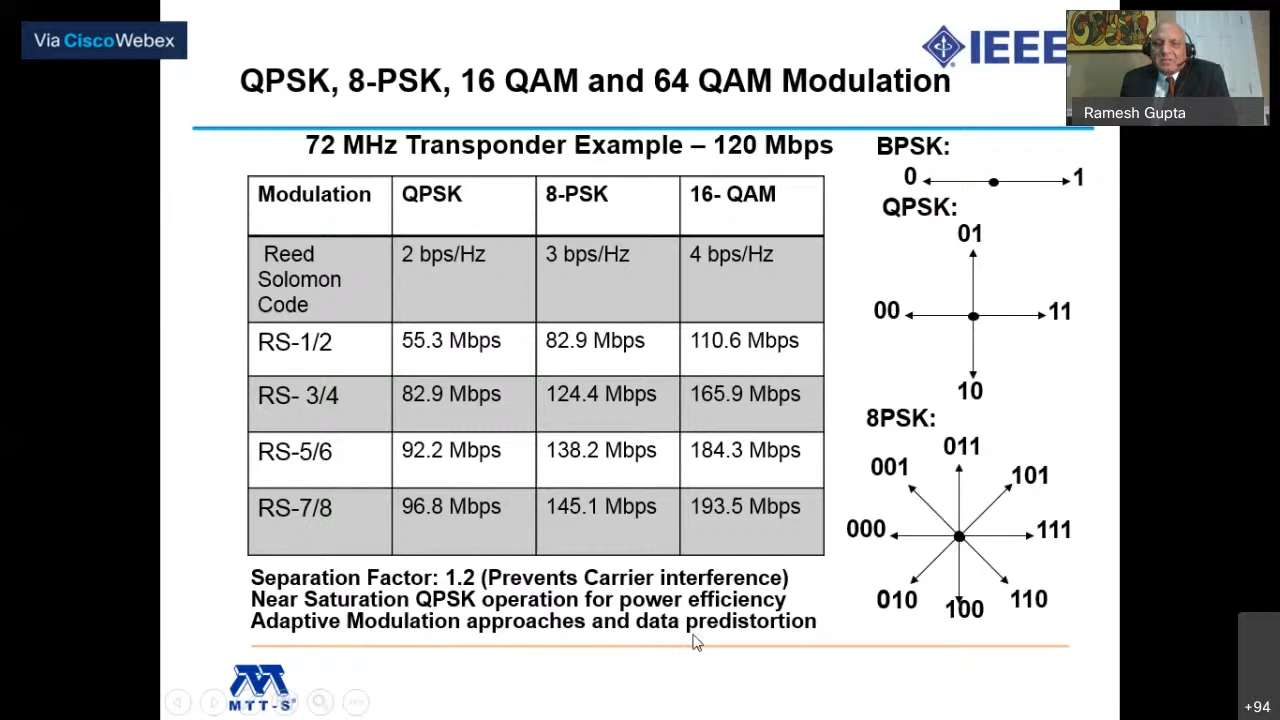 Via CiscoWebex
IEEE
Ramesh Gupta
QPSK, 8-PSK, 16 QAM and 64 QAM Modulation
72 MHz Transponder Example – 120 Mbps
Modulation QPSK 8-PSK 16- QAM
Reed Solomon Code 2 bps/Hz 3 bps/Hz 4 bps/Hz
RS-1/2 55.3 Mbps 82.9 Mbps 110.6 Mbps
RS- 3/4 82.9 Mbps 124.4 Mbps 165.9 Mbps
RS-5/6 92.2 Mbps 138.2 Mbps 184.3 Mbps
RS-7/8 96.8 Mbps 145.1 Mbps 193.5 Mbps
Separation Factor: 1.2 (Prevents Carrier interference)
Near Saturation QPSK operation for power efficiency
Adaptive Modulation approaches and data predistortion
BPSK:
0 1
QPSK:
01
00 11
10
8PSK:
011
001 101
000 111
010 100 110
MTT-S®
+94